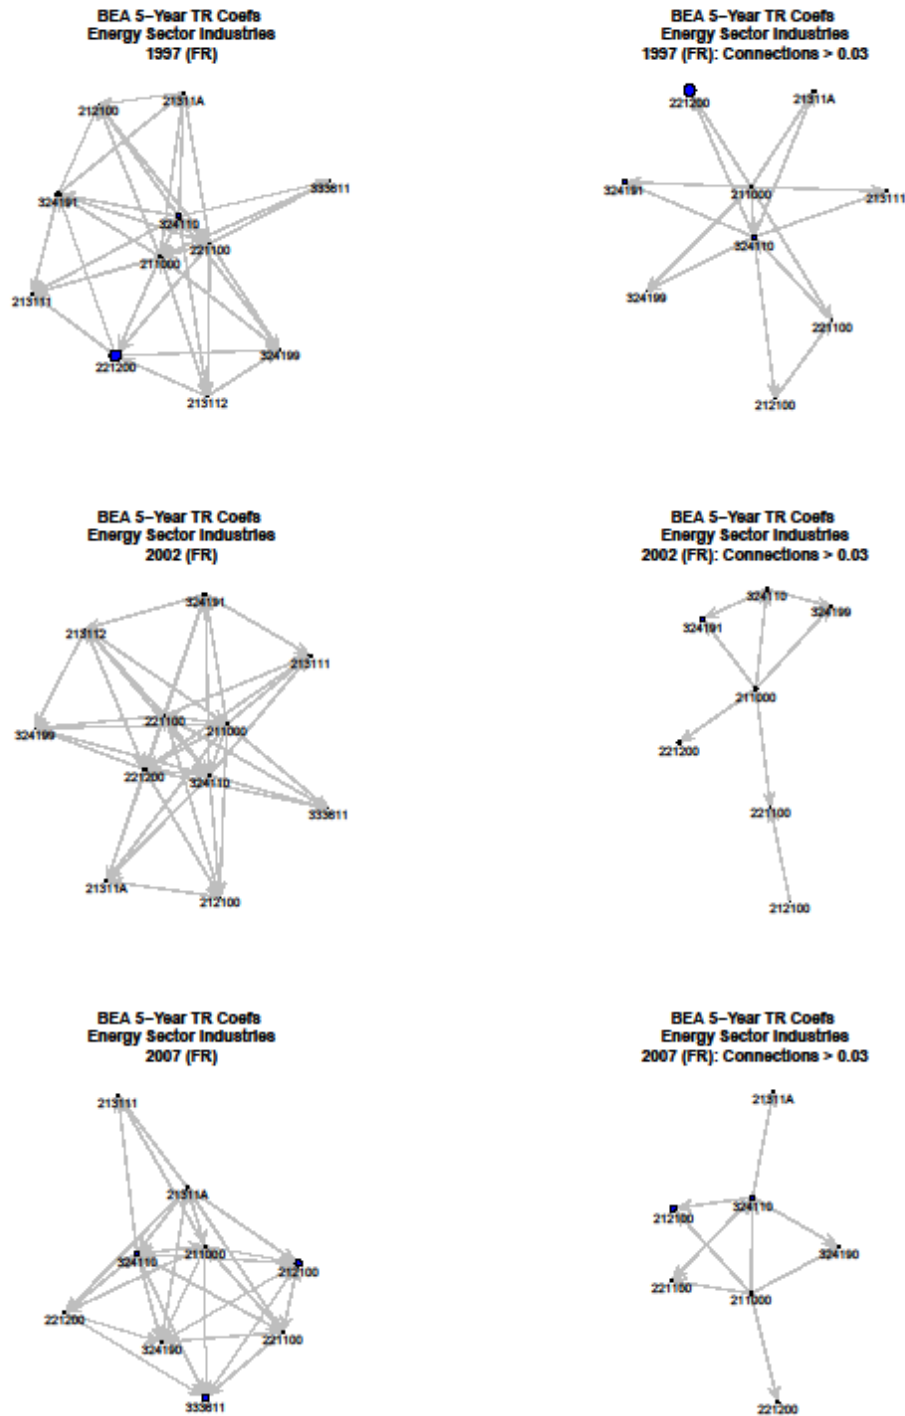 BEA 5–Year TR Coefs
Energy Sector Industries
1997 (FR)
212100
21311A
333611
324191
324110
221100
211000
213111
221200
324199
213112
BEA 5–Year TR Coefs
Energy Sector Industries
1997 (FR): Connections > 0.03
221200
21311A
324191
211000
213111
324110
324199
221100
212100
BEA 5–Year TR Coefs
Energy Sector Industries
2002 (FR)
324191
213112
213111
221100
211000
324199
221200
324110
333611
21311A
212100
BEA 5–Year TR Coefs
Energy Sector Industries
2002 (FR): Connections > 0.03
324110
324199
324191
211000
221200
221100
212100
BEA 5–Year TR Coefs
Energy Sector Industries
2007 (FR)
213111
21311A
211000
324110
212100
221200
324190
221100
333611
BEA 5–Year TR Coefs
Energy Sector Industries
2007 (FR): Connections > 0.03
21311A
324110
212100
324190
221100
211000
221200